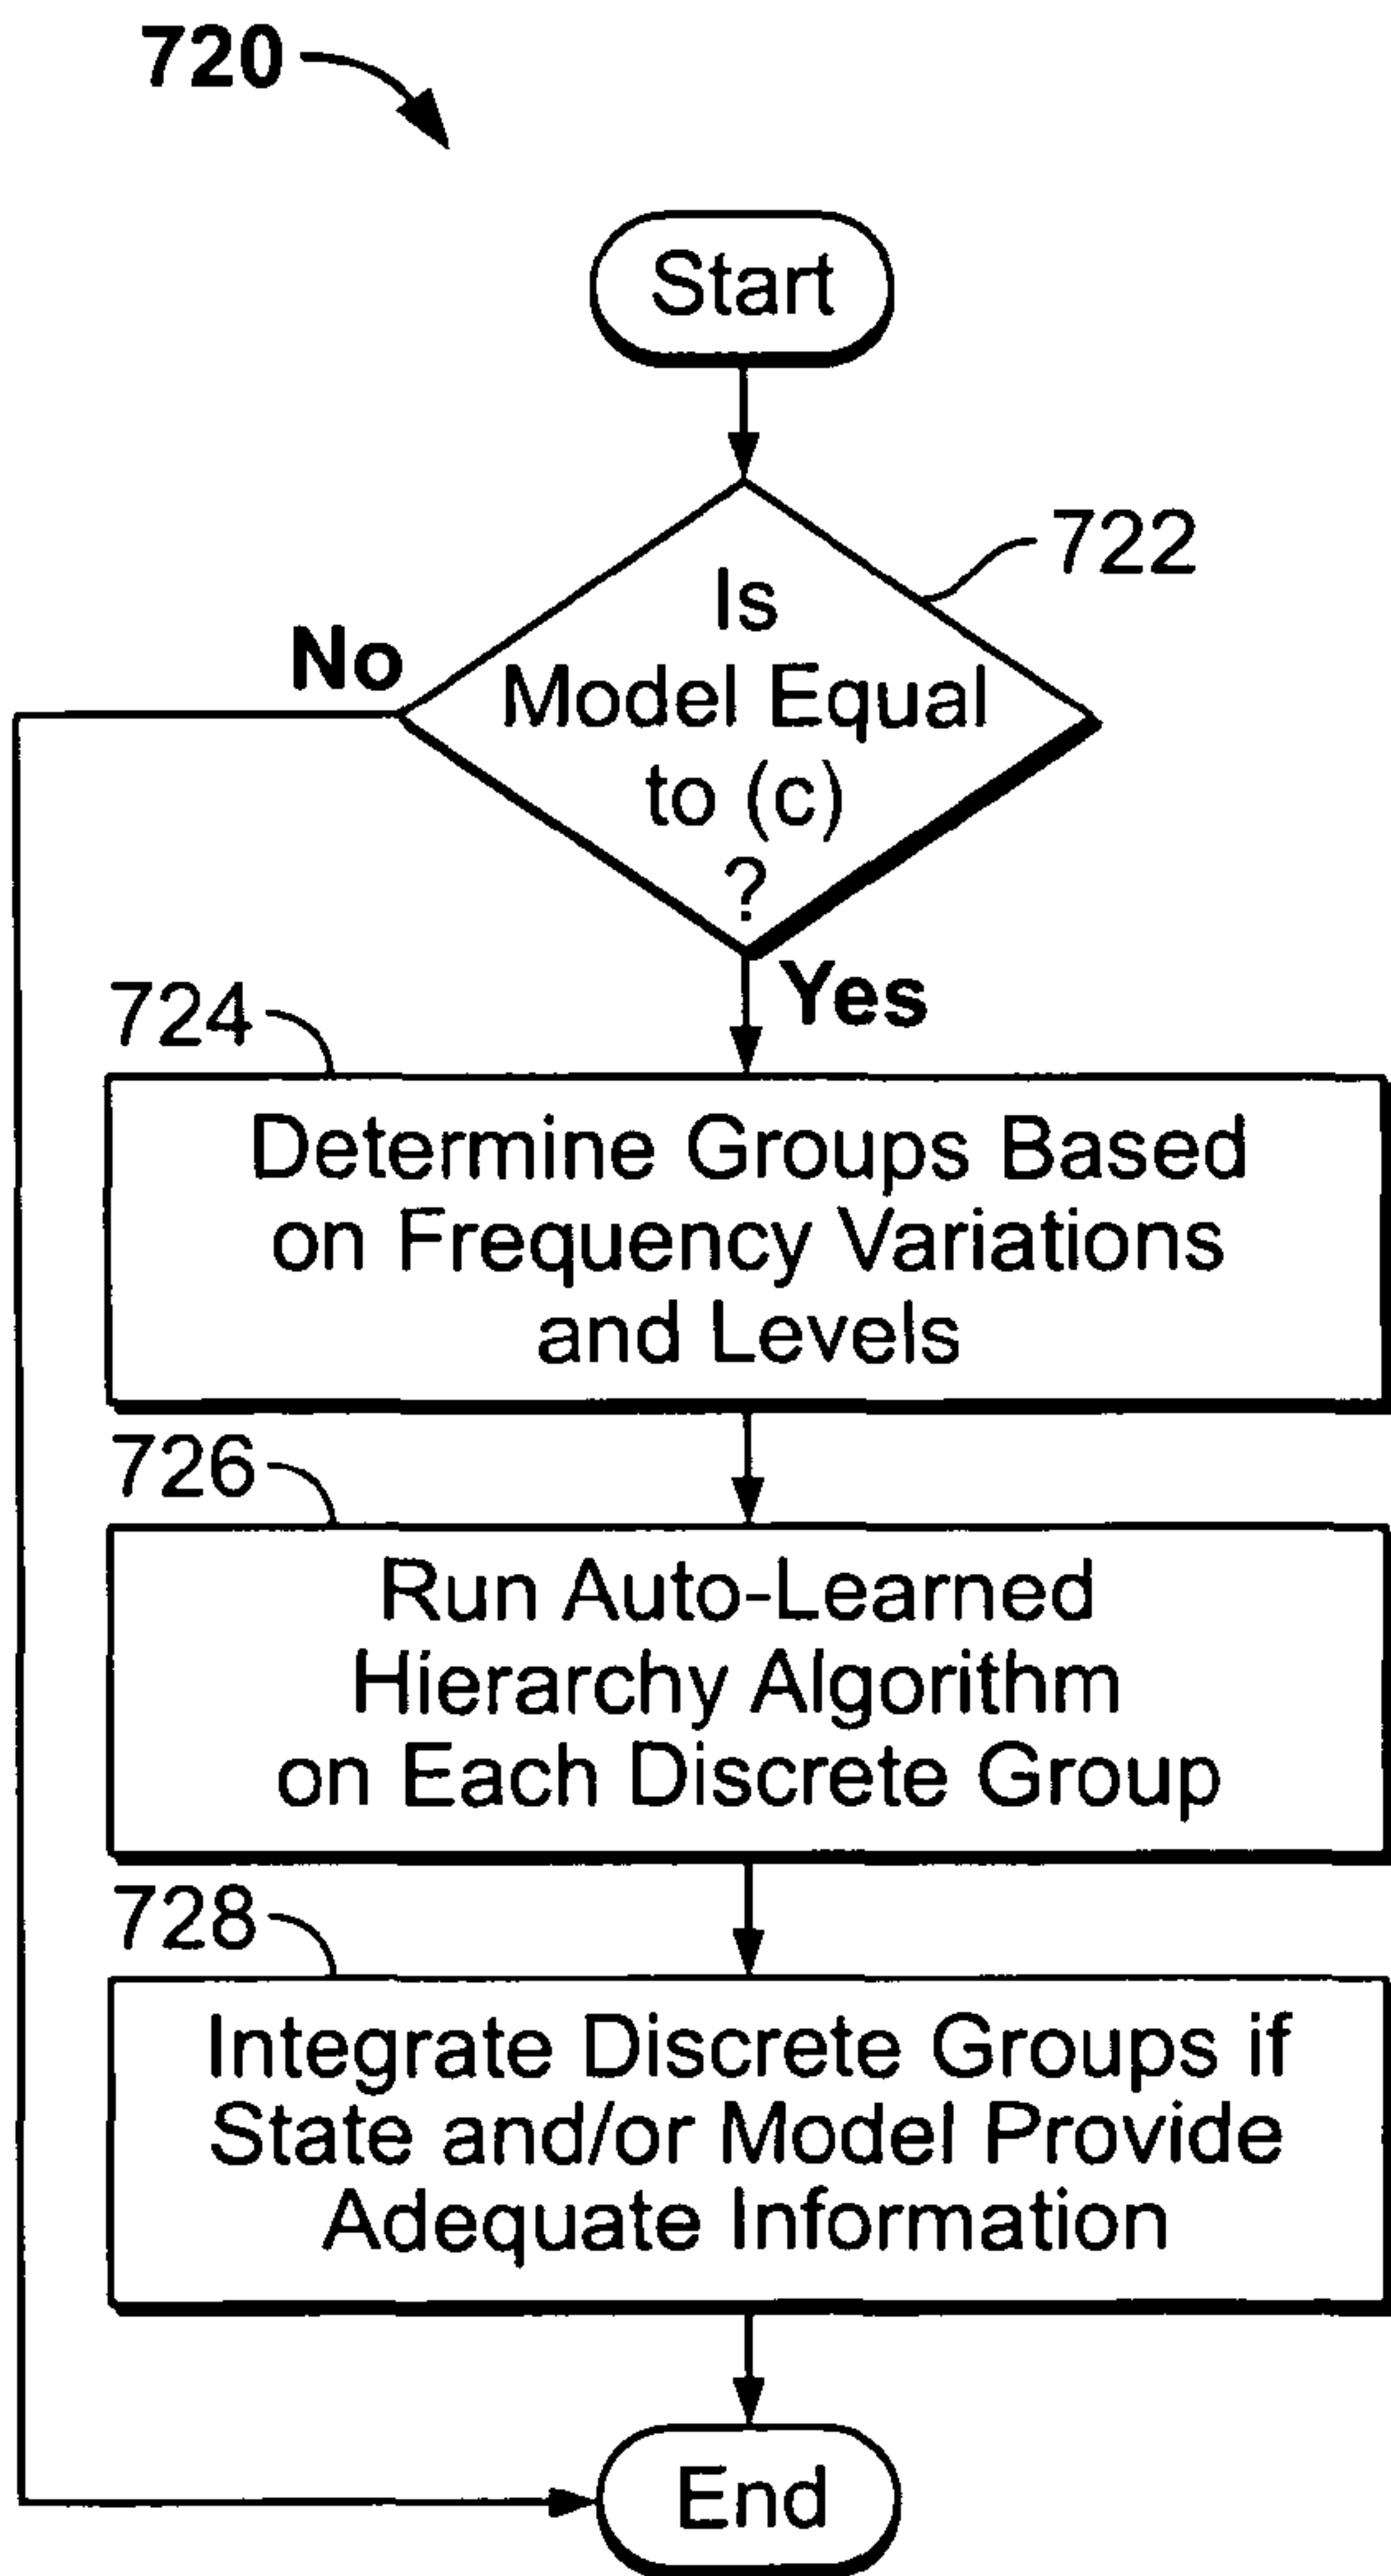 720
Start
722
Is
Model Equal
to (c)
?
No
Yes
724
Determine Groups Based
on Frequency Variations
and Levels
726
Run Auto-Learned
Hierarchy Algorithm
on Each Discrete Group
728
Integrate Discrete Groups if
State and/or Model Provide
Adequate Information
End